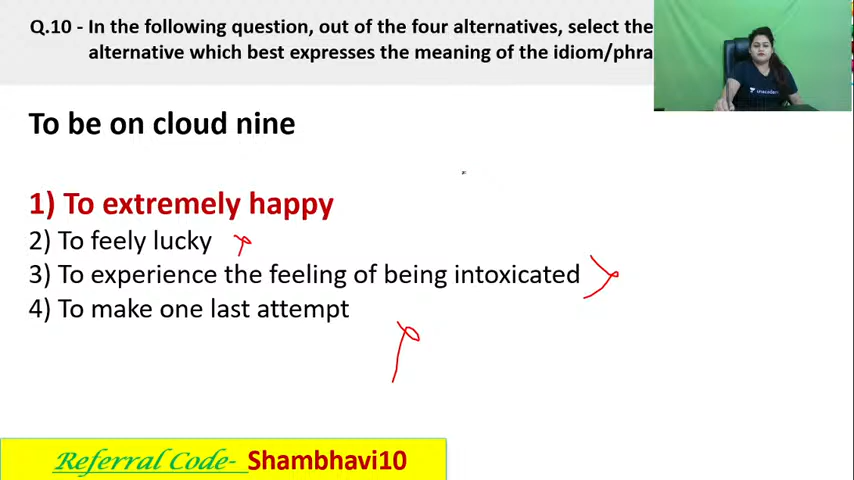 Q.10 - In the following question, out of the four alternatives, select the
alternative which best expresses the meaning of the idiom/phra
To be on cloud nine
1) To extremely happy
2) To feely lucky
3) To experience the feeling of being intoxicated
4) To make one last attempt
Referral Code- Shambhavi10